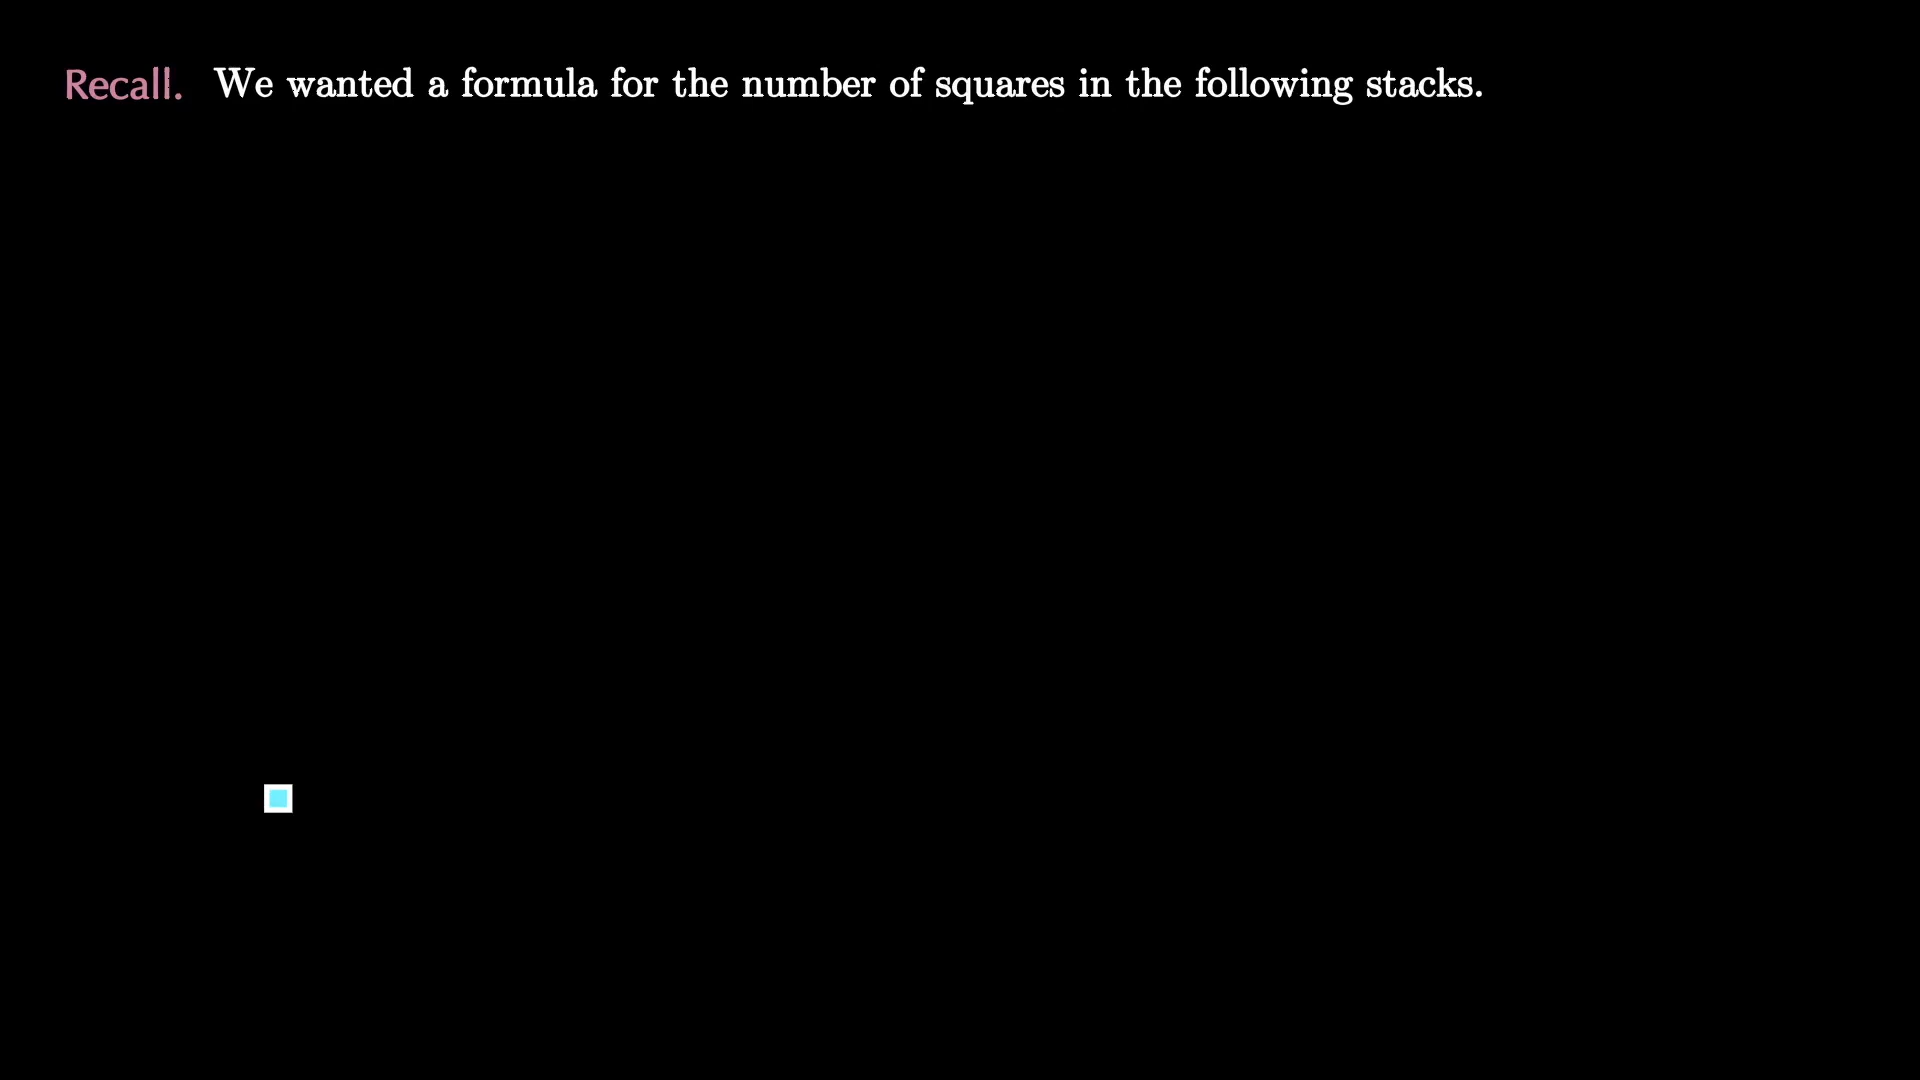 Recall. We wanted a formula for the number of squares in the following stacks.